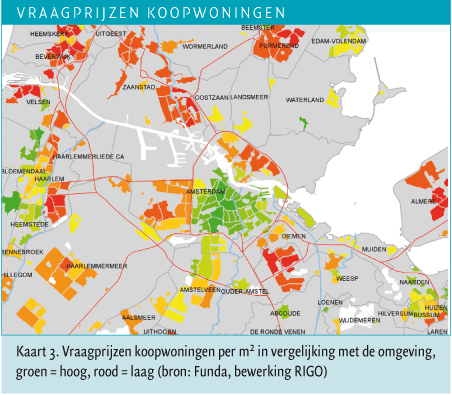 VRAAGPRIJZEN KOOPWONINGEN
BEEMSTER
HEEMSKERK
UITGEEST
EDAM-VOLENDAM
WORMERLAND
PURMEREND
BEVERWIJK
ZAANSTAD
OOSTZAAN
LANDSMEER
WATERLAND
VELSEN
HAARLEMMERLIEDE CA
BLOEMENDAAL
HAARLEM
AMSTERDAM
ALMERE
HEEMSTEDE
DIEMEN
MUIDEN
BENNEBROEK
HAARLEMMERMEER
HILLEGOM
WEESP
NAARDEN
AMSTELVEEN
OUDER-AMSTEL
LOENEN
HUIZEN
AALSMEER
ABCOUDE
HILVERSUM
BUSSUM
WIJDEMEREN
UITHOORN
DE RONDE VENEN
LAREN
Kaart 3. Vraagprijzen koopwoningen per m² in vergelijking met de omgeving,
groen = hoog, rood = laag (bron: Funda, bewerking RIGO)